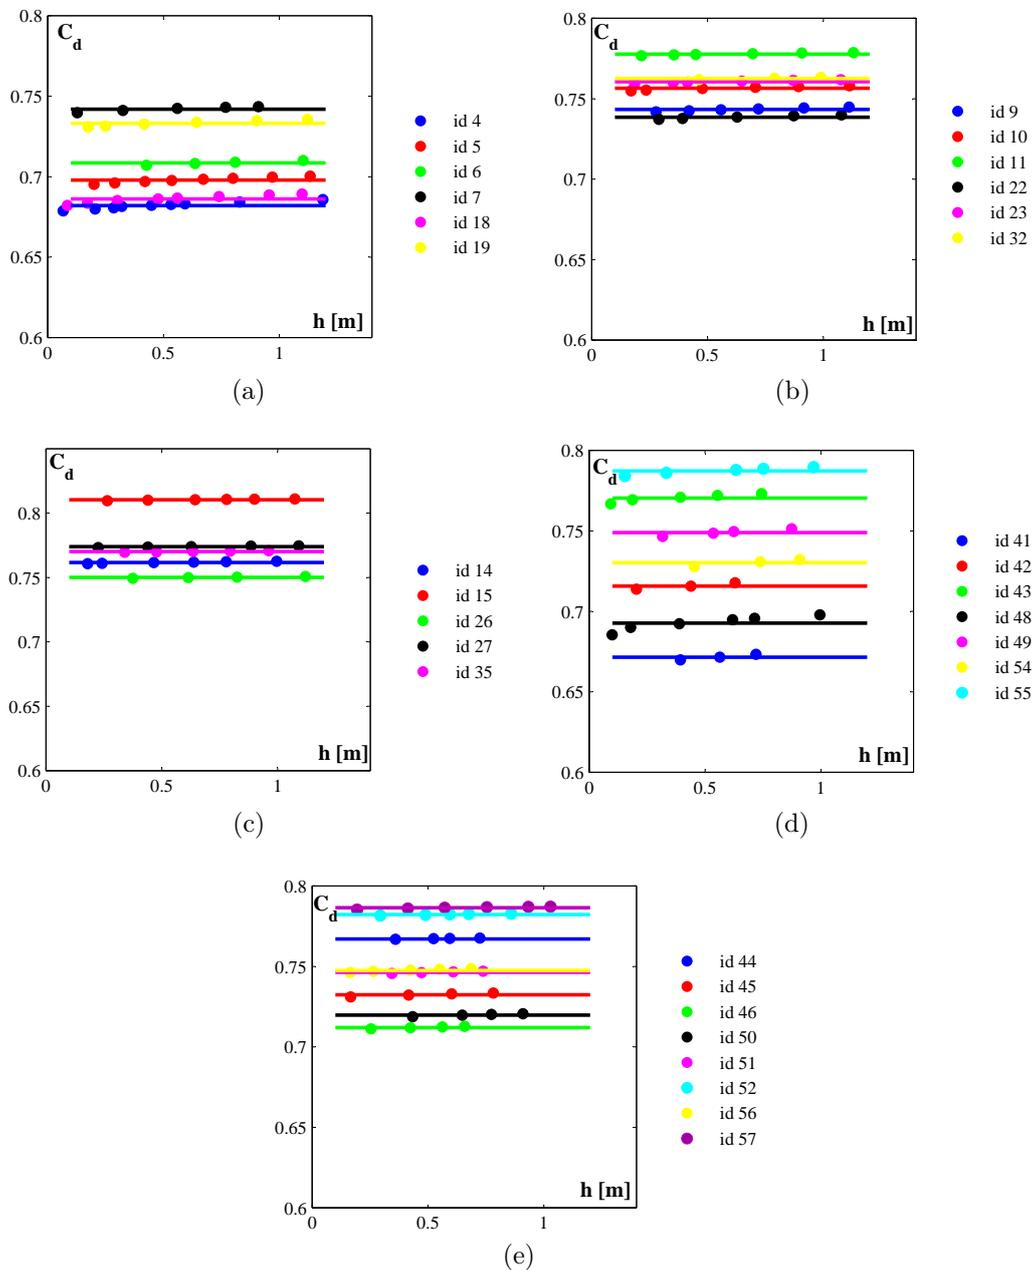 0.8
C_d
0.75
0.7
0.65
0.6
0
0.5
1
h [m]
id 4
id 5
id 6
id 7
id 18
id 19
(a)
0.8
C_d
0.75
0.7
0.65
0.6
0
0.5
1
h [m]
id 9
id 10
id 11
id 22
id 23
id 32
(b)
C_d
0.8
0.75
0.7
0.65
0.6
0
0.5
1
h [m]
id 14
id 15
id 26
id 27
id 35
(c)
0.8
C_d
0.75
0.7
0.65
0.6
0
0.5
1
h [m]
id 41
id 42
id 43
id 48
id 49
id 54
id 55
(d)
0.8
C_d
0.75
0.7
0.65
0.6
0
0.5
1
h [m]
id 44
id 45
id 46
id 50
id 51
id 52
id 56
id 57
(e)